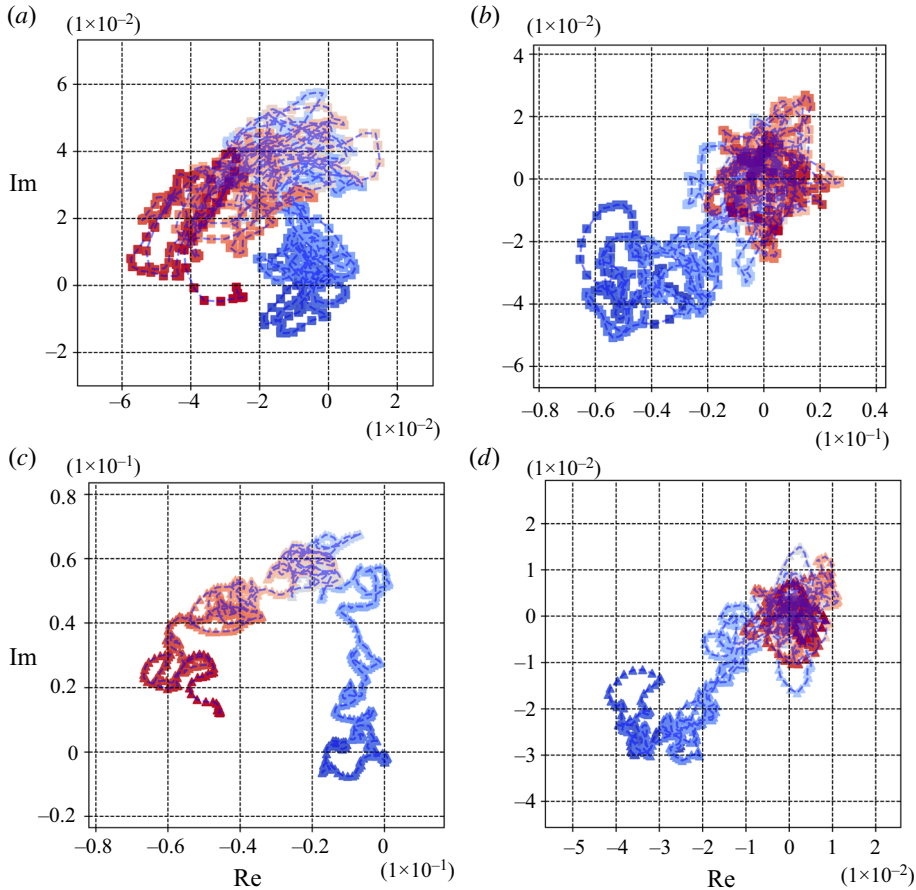 (a) (1×10⁻²)
6
4
Im
2
0
–2
–6 –4 –2 0 2
(1×10⁻²)
(b) (1×10⁻²)
4
2
0
–2
–4
–6
–0.8 –0.6 –0.4 –0.2 0 0.2 0.4
(1×10⁻¹)
(c) (1×10⁻¹)
0.8
0.6
0.4
Im
0.2
0
–0.2
–0.8 –0.6 –0.4 –0.2 0
Re (1×10⁻¹)
(d) (1×10⁻²)
2
1
0
–1
–2
–3
–4
–5 –4 –3 –2 –1 0 1 2
Re (1×10⁻²)